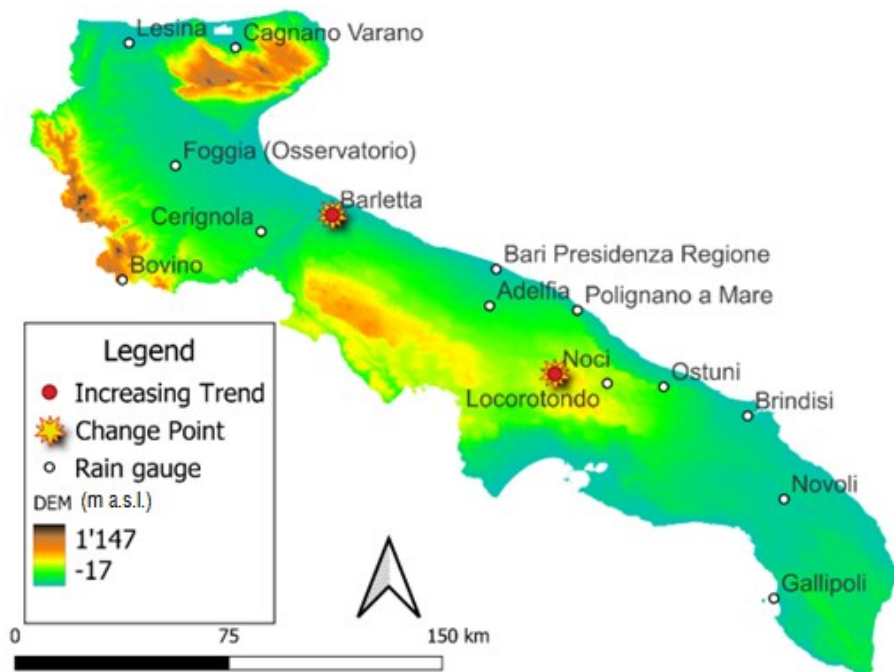 Lesina
Cagnano Varano
Foggia (Osservatorio)
Barletta
Cerignola
Bovino
Bari Presidenza Regione
Adelfia
Polignano a Mare
Noci
Locorotondo
Ostuni
Brindisi
Novoli
Gallipoli
Legend
Increasing Trend
Change Point
Rain gauge
DEM (m a.s.l.)
1'147
-17
0 75 150 km